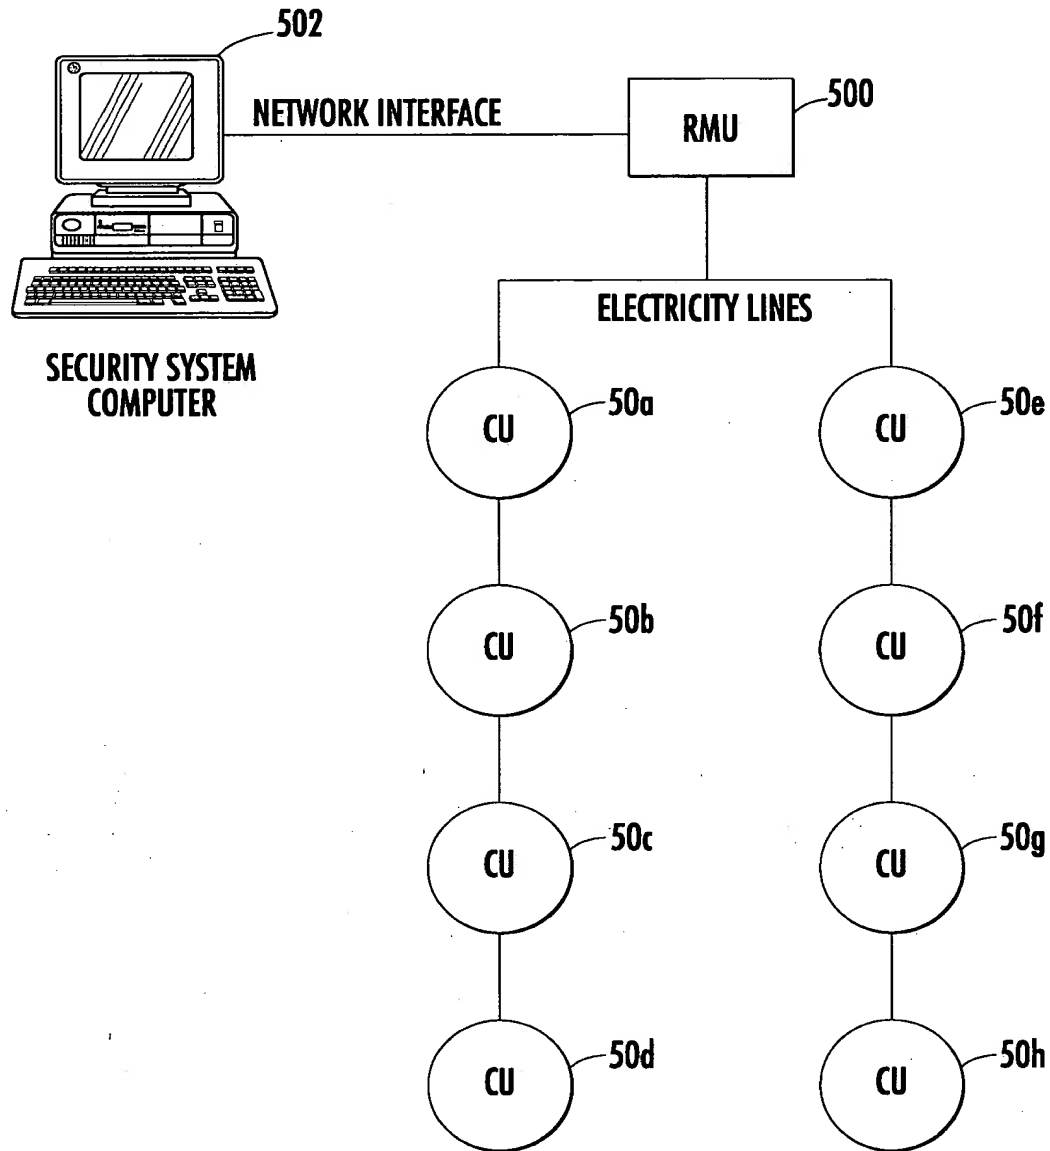 502
500
NETWORK INTERFACE
RMU
ELECTRICITY LINES
SECURITY SYSTEM
COMPUTER
CU
50a
CU
50e
CU
50b
CU
50f
CU
50c
CU
50g
CU
50d
CU
50h